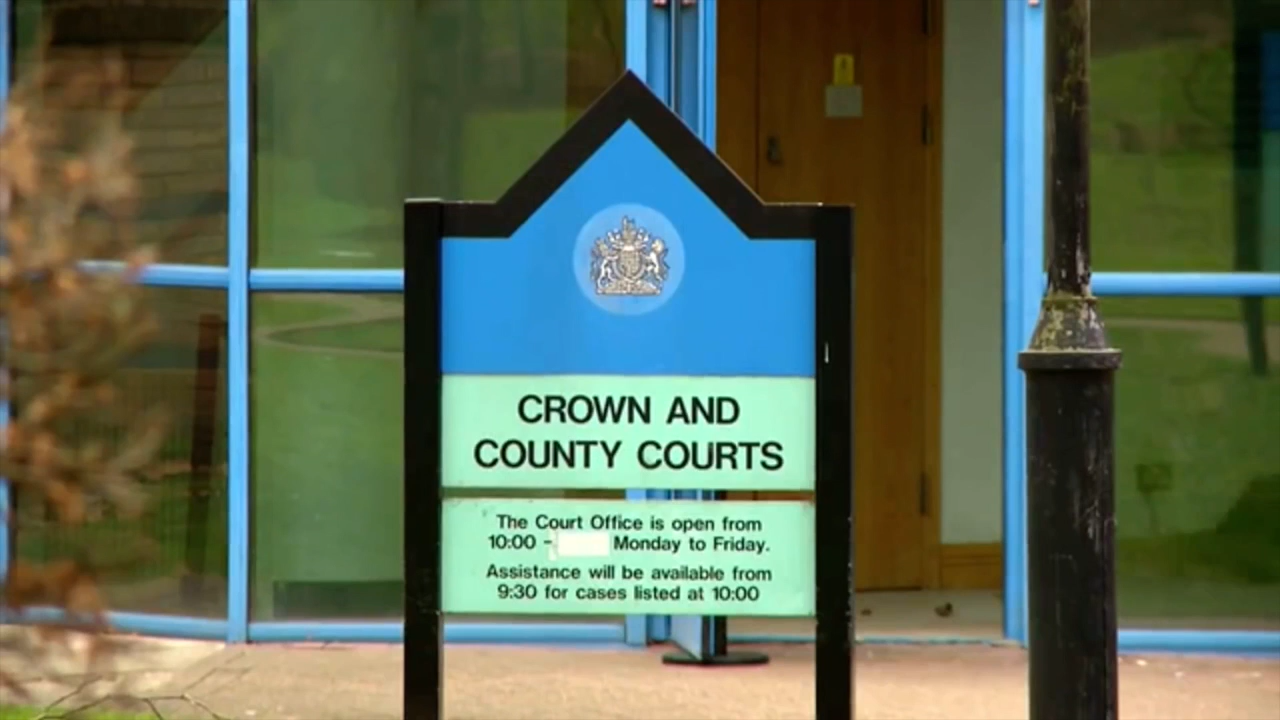 CROWN AND
COUNTY COURTS
The Court Office is open from
10:00 - Monday to Friday.
Assistance will be available from
9:30 for cases listed at 10:00